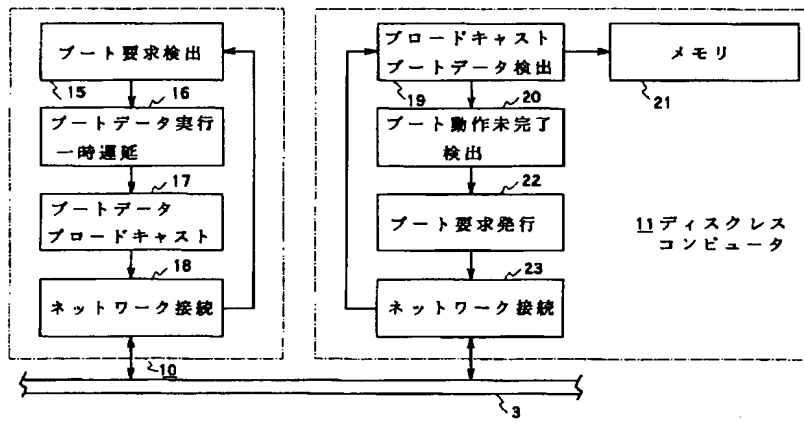 ブート要求検出
15
16
ブートデータ実行
一時遅延
17
ブートデータ
ブロードキャスト
18
ネットワーク接続
10
ブロードキャスト
ブートデータ検出
19
20
メモリ
21
ブート動作未完了
検出
22
ブート要求発行
23
ネットワーク接続
11ディスクレス
コンピュータ
3